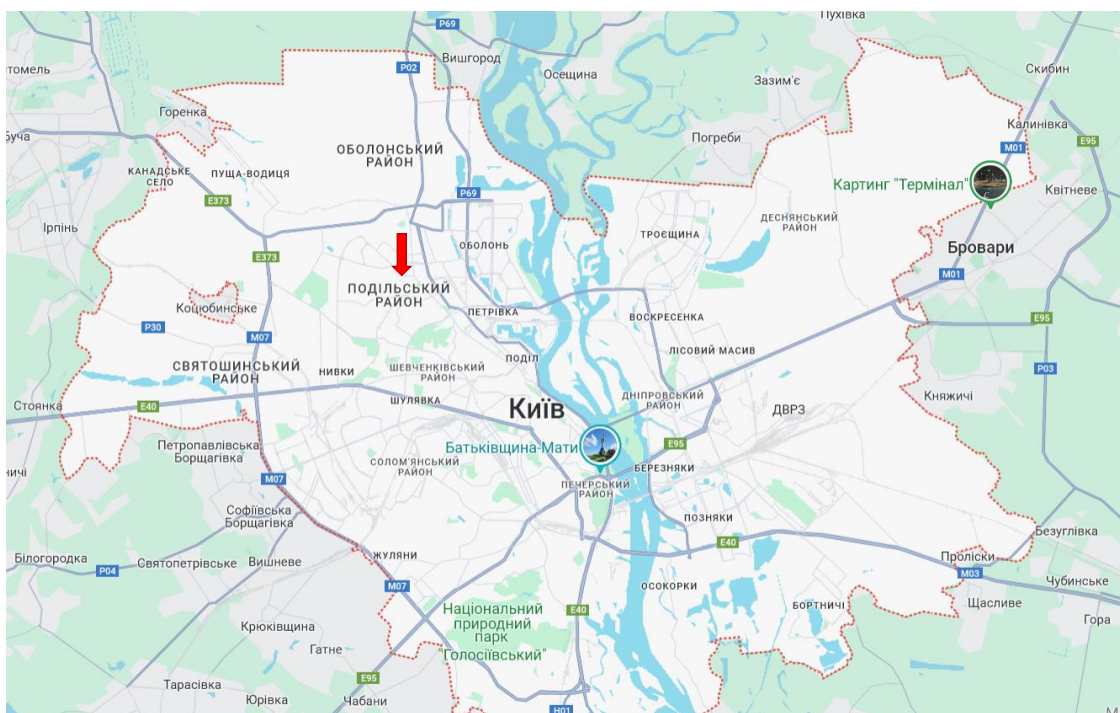 P69
Пухівка
Вишгород
P02
Осещина
Скибин
Зазим'є
Горенка
Калинівка
Буча
Погреби
E95
ОБОЛОНСЬКИЙ
РАЙОН
M01
КАНАДСЬКЕ
СЕЛО
ПУЩА-ВОДИЦЯ
Картинг "Термінал"
Квітневе
P69
E373
ДЕСНЯНСЬКИЙ
РАЙОН
Ірпінь
ТРОЄЩИНА
ОБОЛОНЬ
Бровари
E373
M01
ПОДІЛЬСЬКИЙ
РАЙОН
Коцюбинське
ПЕТРІВКА
ВОСКРЕСЕНКА
E95
P30
M07
ЛІСОВИЙ МАСИВ
ПОДІЛ
СВЯТОШИНСЬКИЙ
РАЙОН
НИВКИ
ШЕВЧЕНКІВСЬКИЙ
РАЙОН
P03
Стоянка
E40
ШУЛЯВКА
Київ
ДНІПРОВСЬКИЙ
РАЙОН
ДВРЗ
Княжичі
Петропавлівська
Борщагівка
Батьківщина-Мати
E95
СОЛОМ'ЯНСЬКИЙ
РАЙОН
БЕРЕЗНЯКИ
M07
ПЕЧЕРСЬКИЙ
РАЙОН
Софіївська
Борщагівка
ПОЗНЯКИ
Безуглівка
E40
Білогородка
P04
Святопетрівське
Вишневе
ЖУЛЯНИ
Проліски
M03
Чубинське
M07
ОСОКОРКИ
БОРТНИЧІ
Щасливе
Національний
природний
парк
"Голосіївський"
E40
Гора
Крюківщина
Гатне
E95
Тарасівка
Юрівка
Чабани
H01